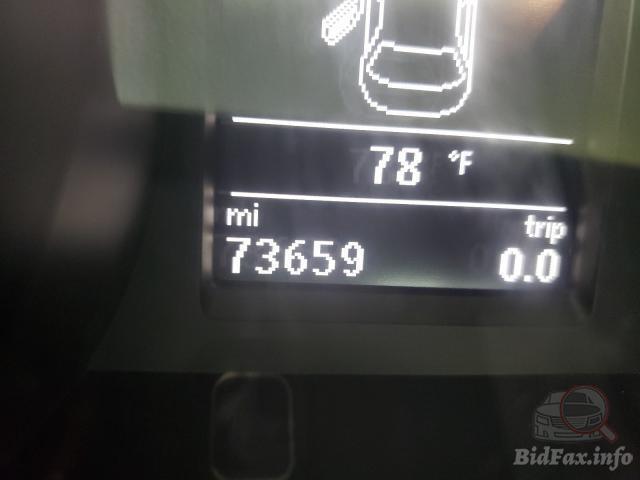 78 °F
mi trip
73659 0.0
BidFax.info